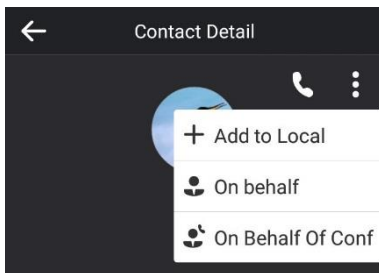 Contact Detail
Add to Local
On behalf
On Behalf Of Conf